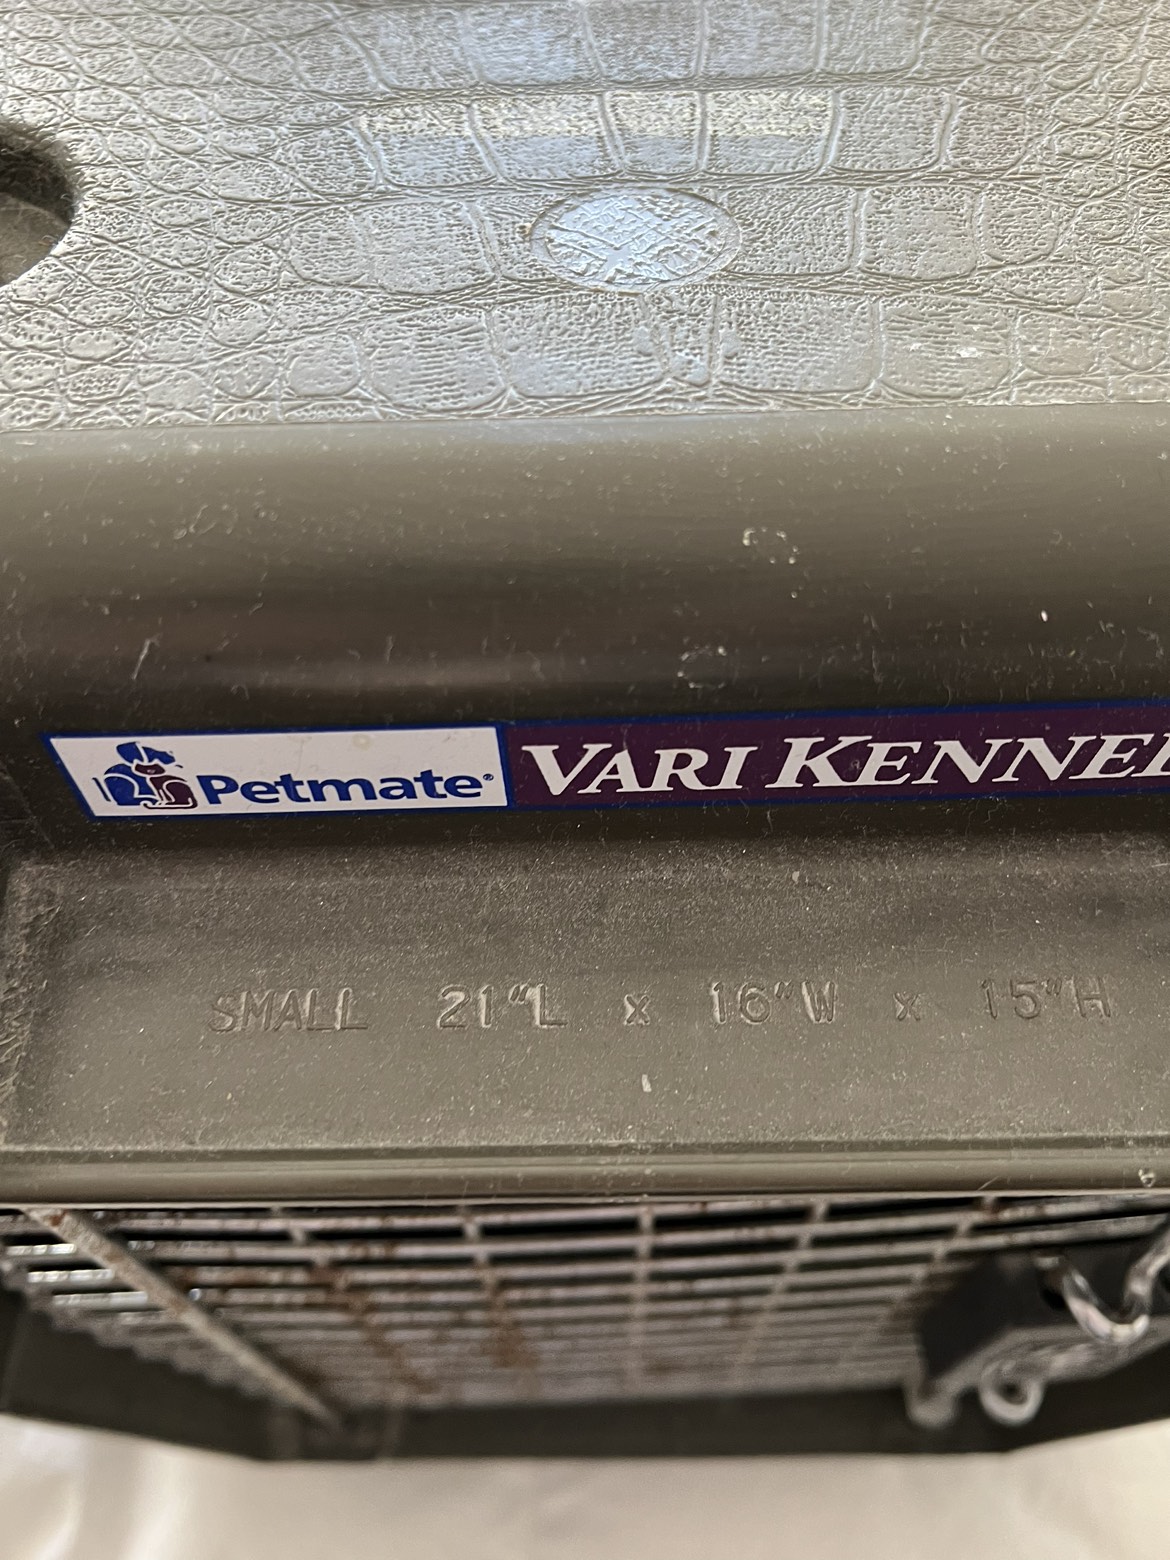 Petmate® VARI KENNEL
SMALL 21"L x 16"W x 15"H